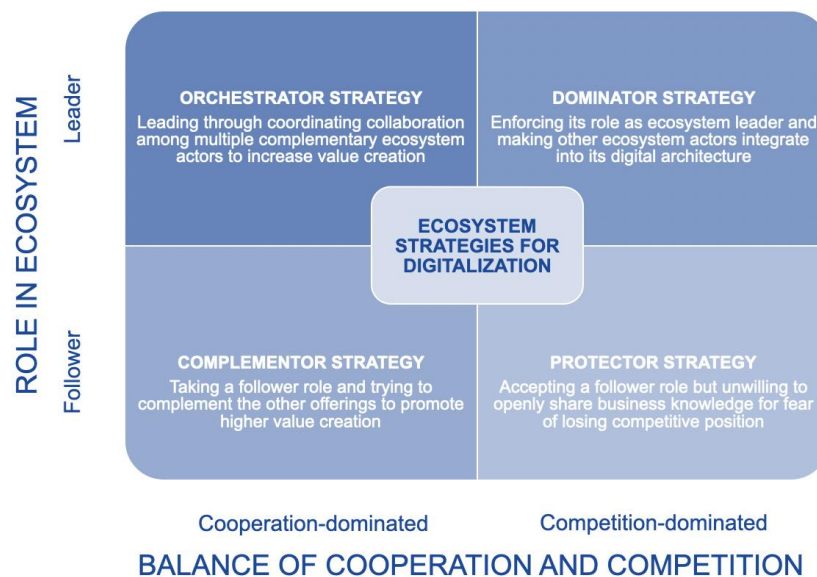 ROLE IN ECOSYSTEM
Leader
Follower
ORCHESTRATOR STRATEGY
Leading through coordinating collaboration
among multiple complementary ecosystem
actors to increase value creation
DOMINATOR STRATEGY
Enforcing its role as ecosystem leader and
making other ecosystem actors integrate
into its digital architecture
ECOSYSTEM
STRATEGIES FOR
DIGITALIZATION
COMPLEMENTOR STRATEGY
Taking a follower role and trying to
complement the other offerings to promote
higher value creation
PROTECTOR STRATEGY
Accepting a follower role but unwilling to
openly share business knowledge for fear
of losing competitive position
Cooperation-dominated
Competition-dominated
BALANCE OF COOPERATION AND COMPETITION